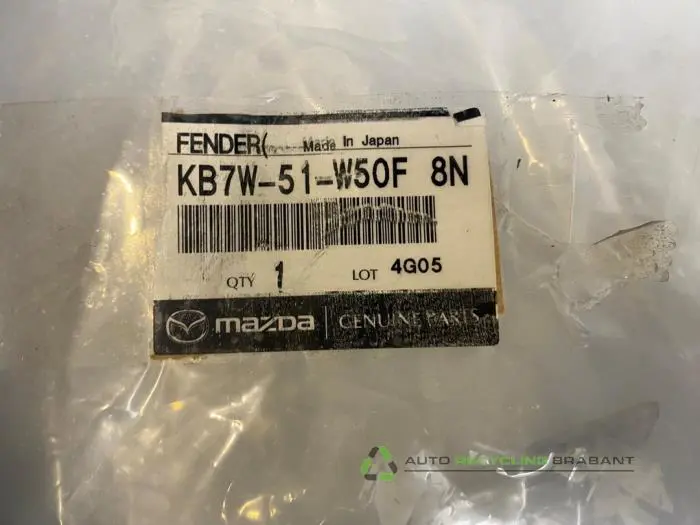 FENDER(
Made In Japan
KB7W-51-W50F 8N
QTY 1 LOT 4G05
mazda GENUINE PARTS
AUTO RECYCLING BRABANT